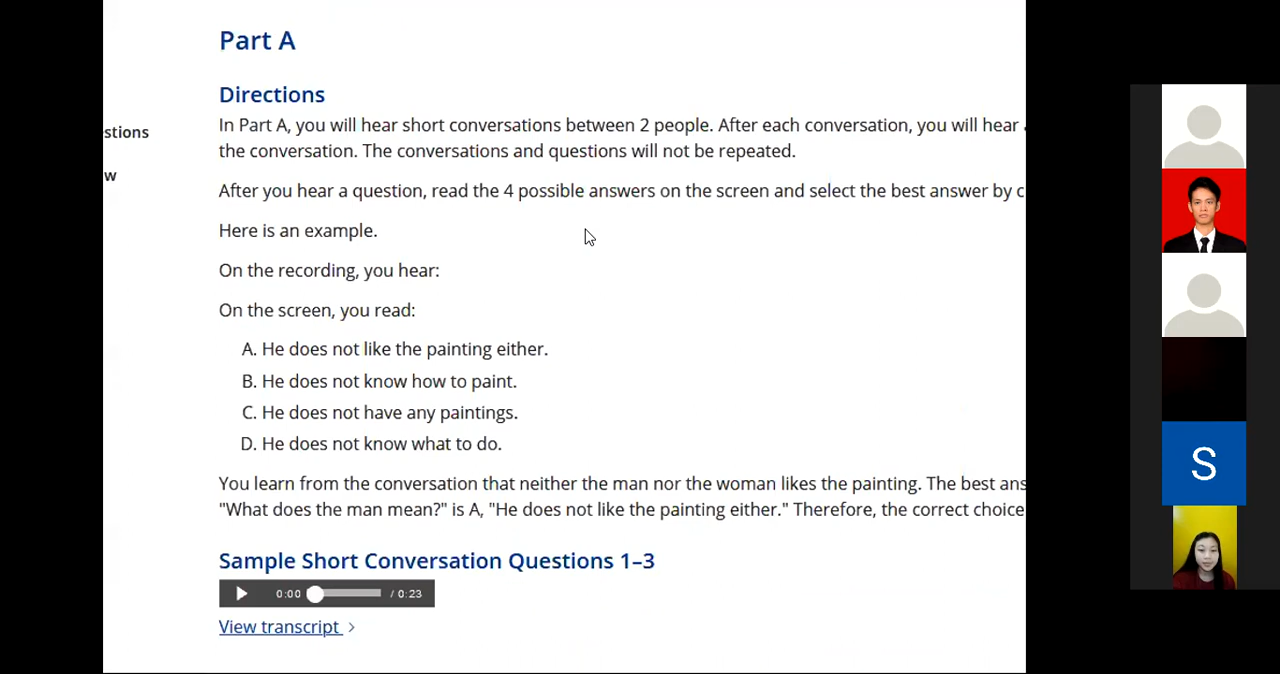 Part A
Directions
stions
In Part A, you will hear short conversations between 2 people. After each conversation, you will hear
w
the conversation. The conversations and questions will not be repeated.
After you hear a question, read the 4 possible answers on the screen and select the best answer by c
Here is an example.
On the recording, you hear:
On the screen, you read:
A. He does not like the painting either.
B. He does not know how to paint.
C. He does not have any paintings.
D. He does not know what to do.
You learn from the conversation that neither the man nor the woman likes the painting. The best ans
"What does the man mean?" is A, "He does not like the painting either." Therefore, the correct choice
Sample Short Conversation Questions 1–3
0:00 / 0:23
View transcript >
S